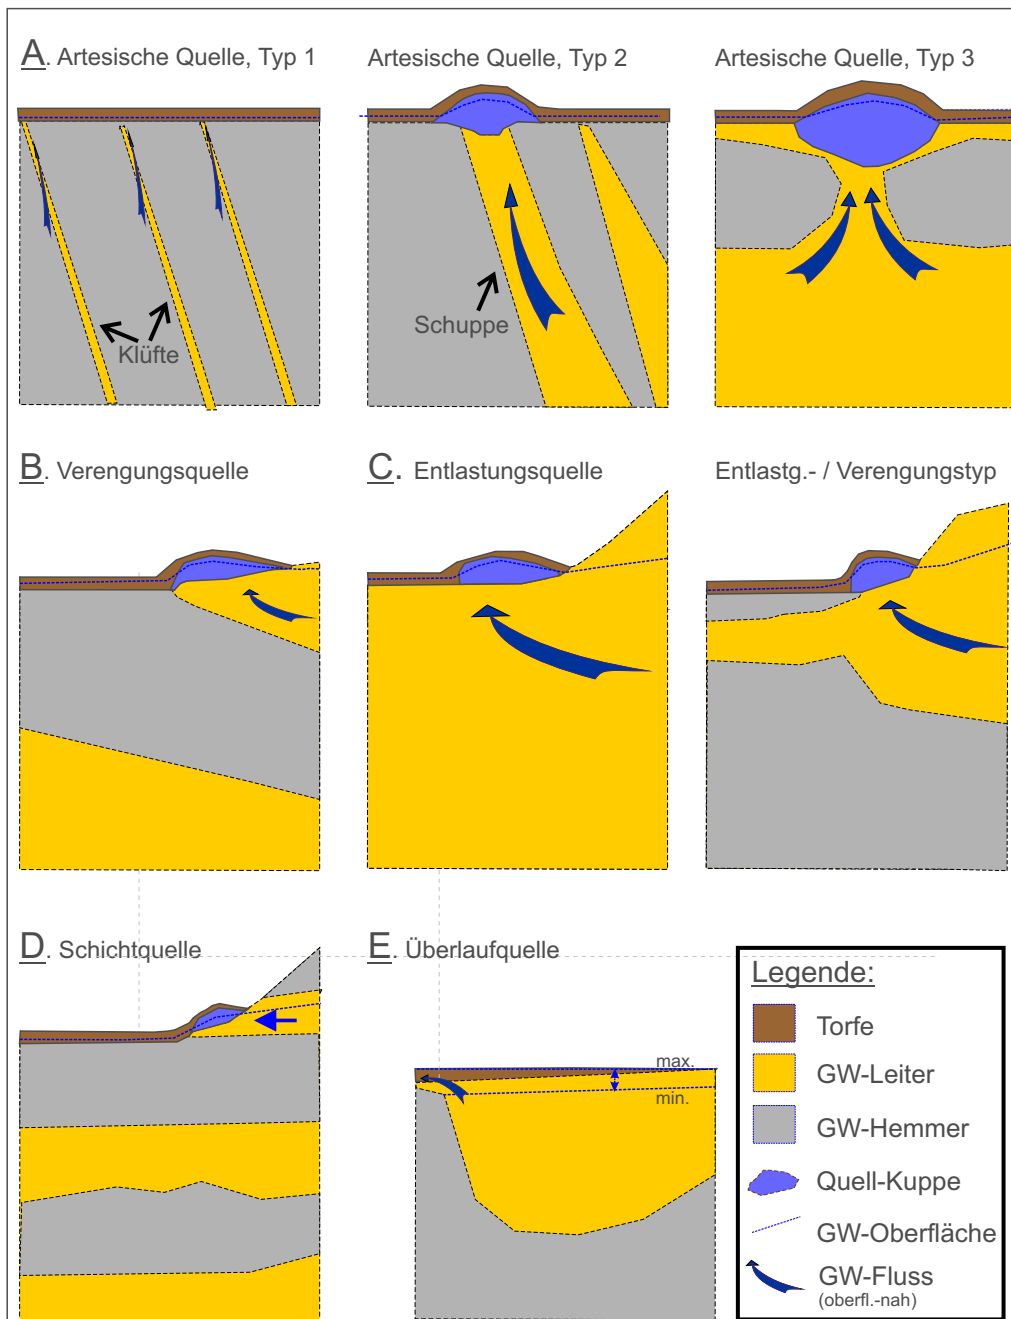 A. Artesische Quelle, Typ 1
Artesische Quelle, Typ 2
Artesische Quelle, Typ 3
Klüfte
Schuppe
B. Verengungsquelle
C. Entlastungsquelle
Entlastg.- / Verengungstyp
D. Schichtquelle
E. Überlaufquelle
max.
min.
Legende:
Torfe
GW-Leiter
GW-Hemmer
Quell-Kuppe
GW-Oberfläche
GW-Fluss
(oberfl.-nah)